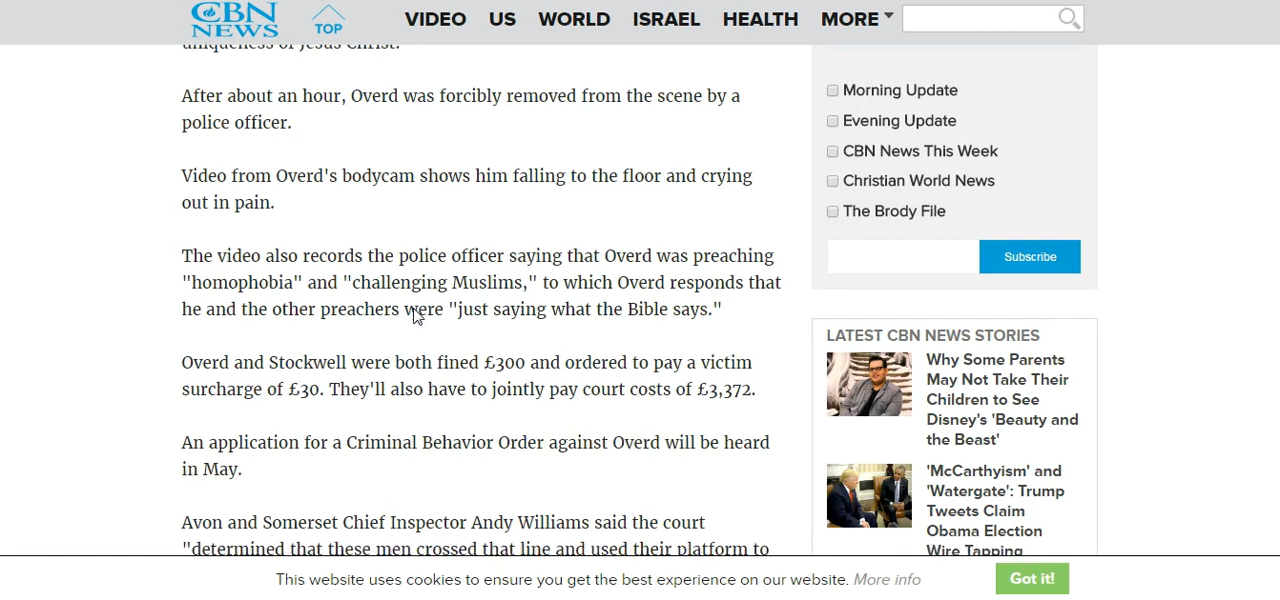 CBN
NEWS
TOP
VIDEO US WORLD ISRAEL HEALTH MORE
uniqueness of Jesus Christ.
After about an hour, Overd was forcibly removed from the scene by a
police officer.
Video from Overd's bodycam shows him falling to the floor and crying
out in pain.
The video also records the police officer saying that Overd was preaching
"homophobia" and "challenging Muslims," to which Overd responds that
he and the other preachers were "just saying what the Bible says."
Overd and Stockwell were both fined £300 and ordered to pay a victim
surcharge of £30. They'll also have to jointly pay court costs of £3,372.
An application for a Criminal Behavior Order against Overd will be heard
in May.
Avon and Somerset Chief Inspector Andy Williams said the court
"determined that these men crossed that line and used their platform to
Morning Update
Evening Update
CBN News This Week
Christian World News
The Brody File
Subscribe
LATEST CBN NEWS STORIES
Why Some Parents
May Not Take Their
Children to See
Disney's 'Beauty and
the Beast'
'McCarthyism' and
'Watergate': Trump
Tweets Claim
Obama Election
Wire Tapping
This website uses cookies to ensure you get the best experience on our website. More info
Got it!